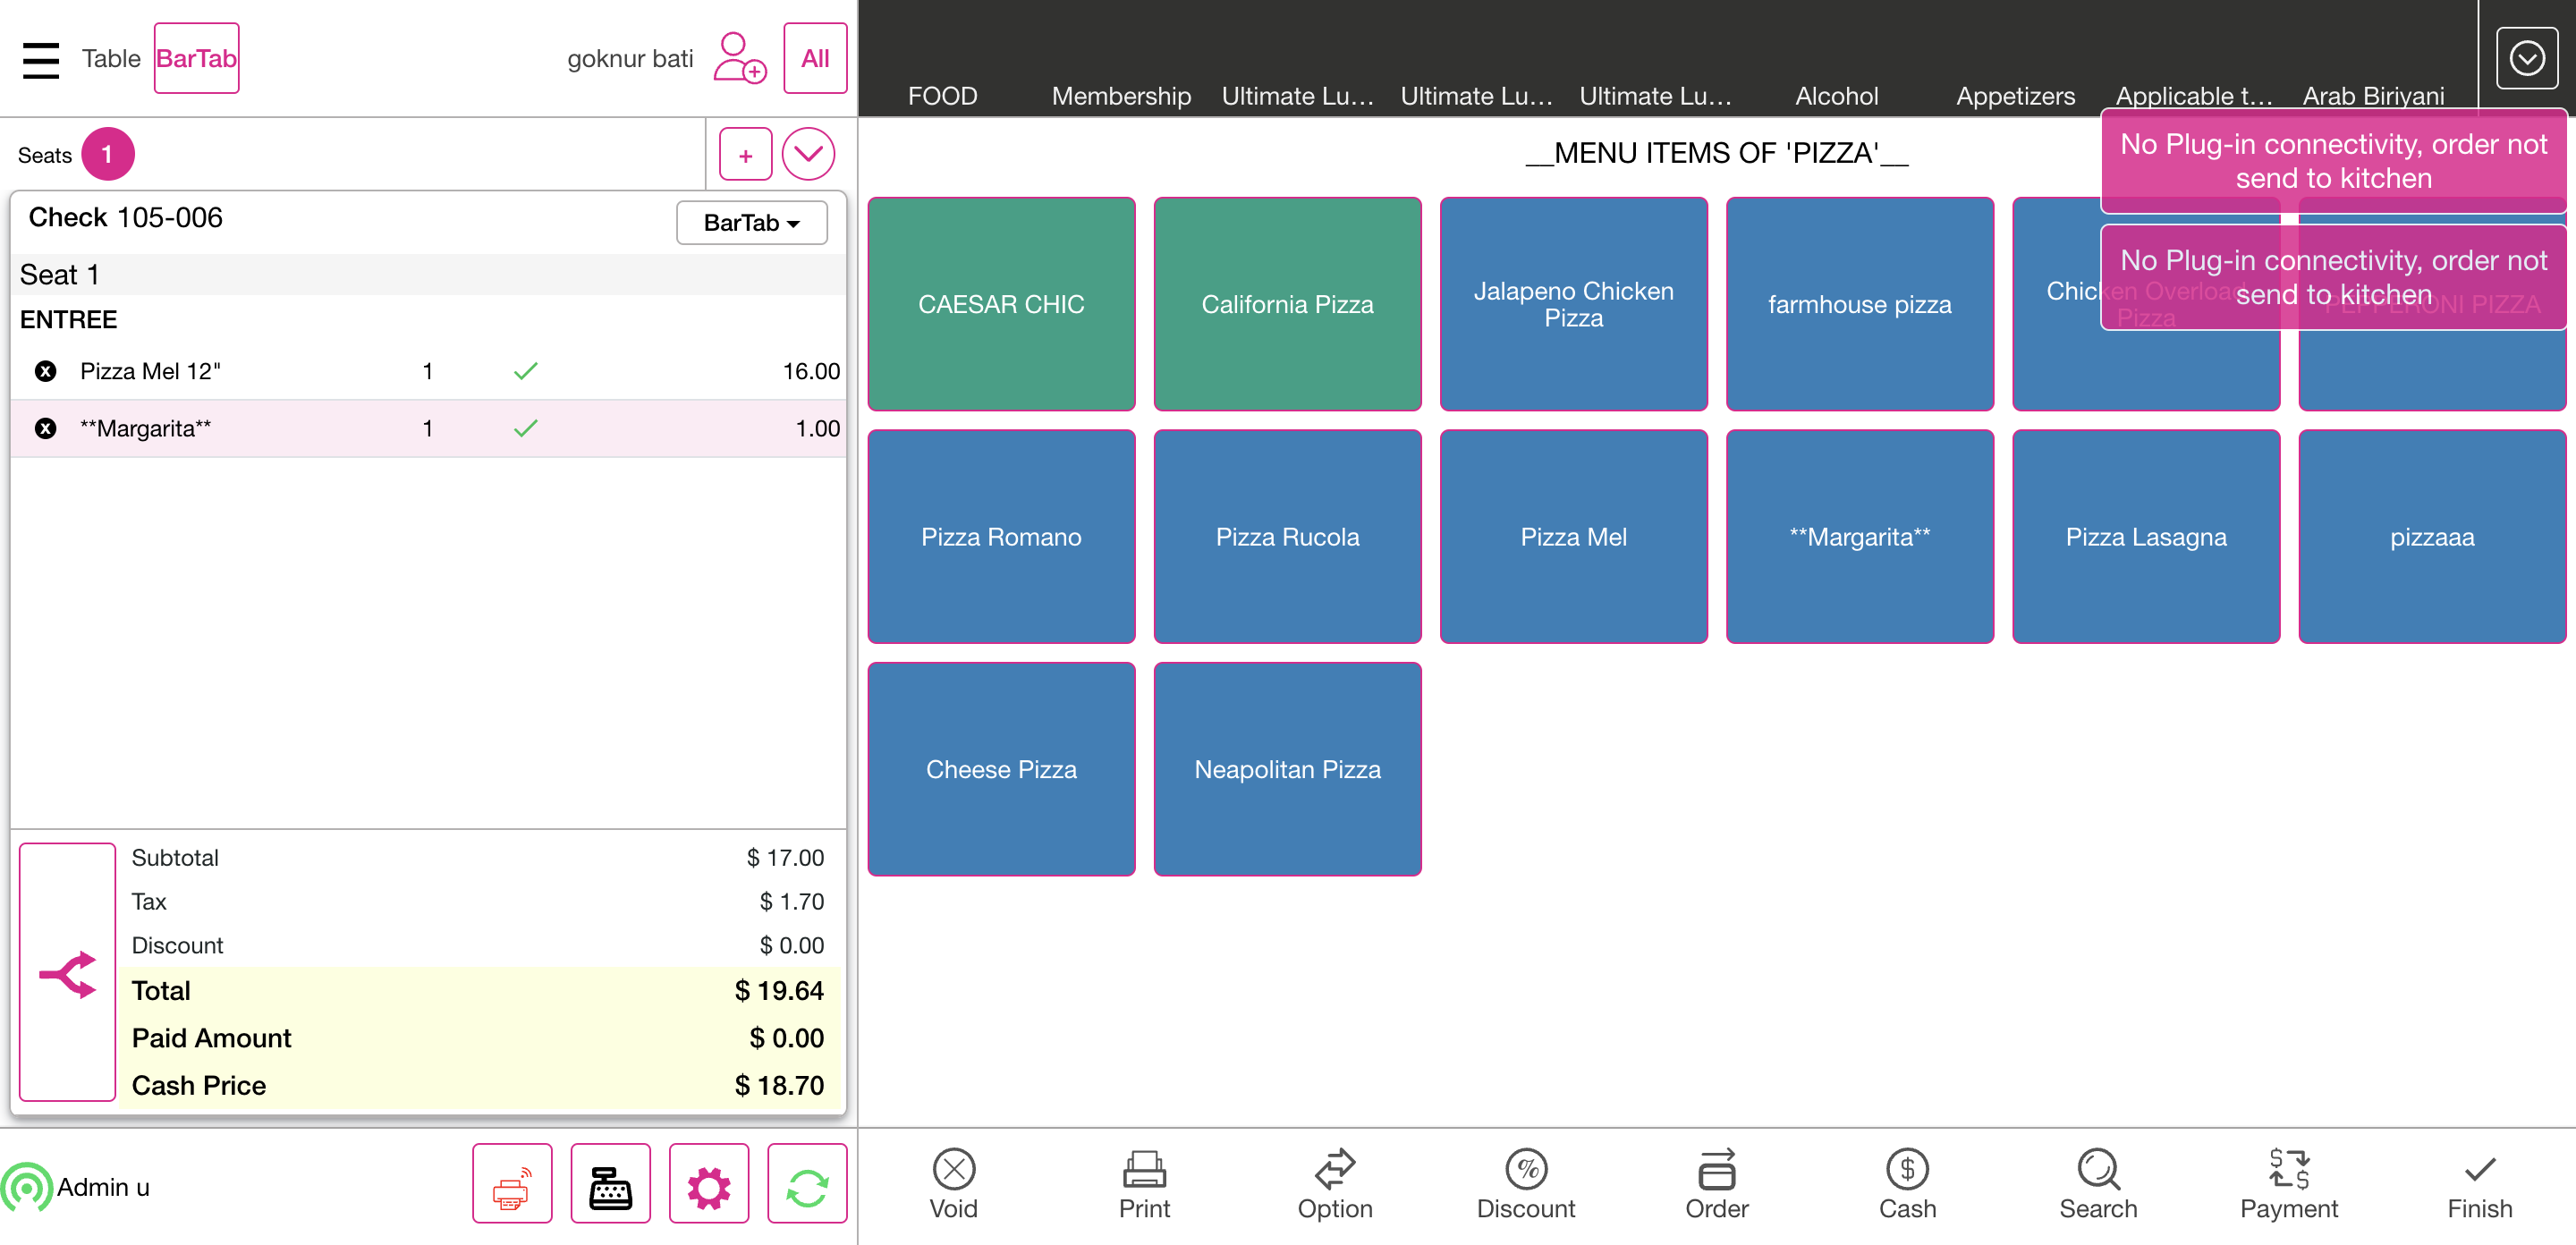 Table
BarTab
goknur bati
All
FOOD
Membership
Ultimate Lu...
Ultimate Lu...
Ultimate Lu...
Alcohol
Appetizers
Applicable t...
Arab Biriyani
Seats
1
+
Check 105-006
BarTab
Seat 1
ENTREE
Pizza Mel 12" 1 16.00
**Margarita** 1 1.00
Subtotal $ 17.00
Tax $ 1.70
Discount $ 0.00
Total $ 19.64
Paid Amount $ 0.00
Cash Price $ 18.70
Admin u
__MENU ITEMS OF 'PIZZA'__
No Plug-in connectivity, order not
send to kitchen
No Plug-in connectivity, order not
send to kitchen
CAESAR CHIC
California Pizza
Jalapeno Chicken
Pizza
farmhouse pizza
Chicken Overload
Pizza
PEPPERONI PIZZA
Pizza Romano
Pizza Rucola
Pizza Mel
**Margarita**
Pizza Lasagna
pizzaaa
Cheese Pizza
Neapolitan Pizza
Void
Print
Option
Discount
Order
Cash
Search
Payment
Finish